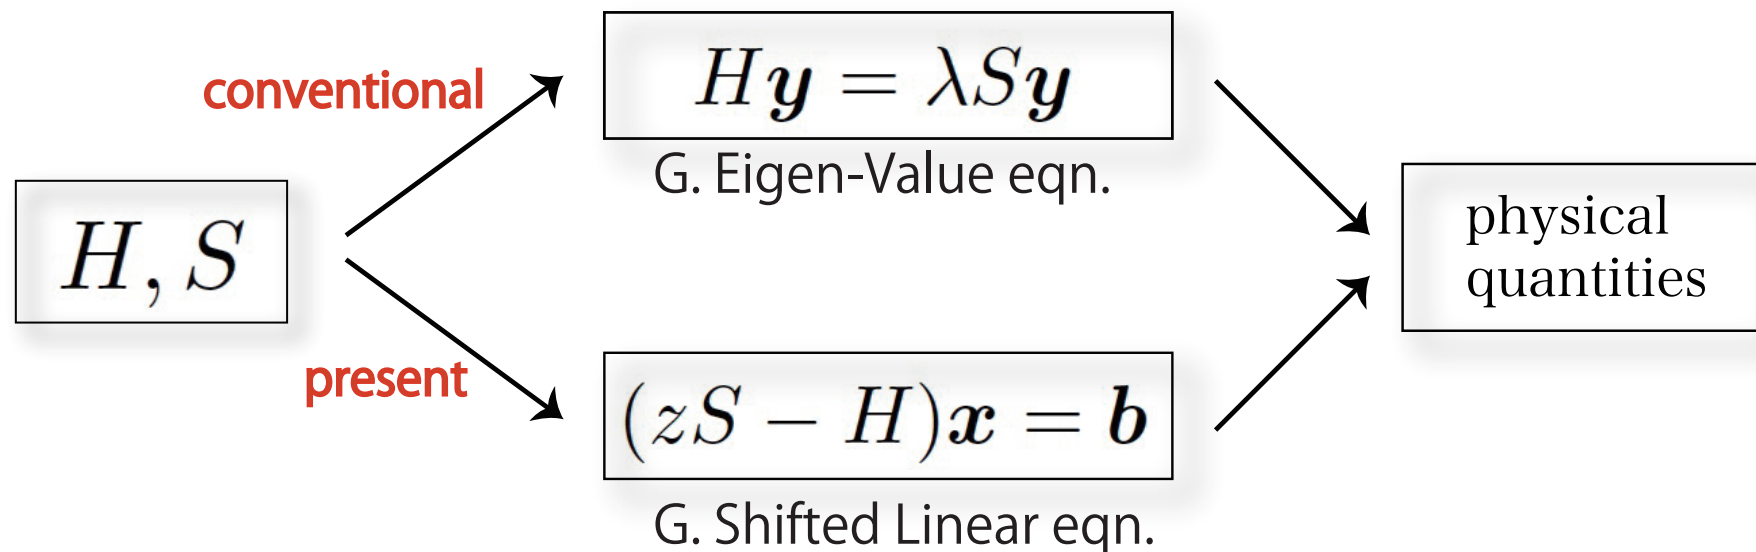 conventional
Hy = λSy
G. Eigen-Value eqn.
H, S
physical
quantities
present
(zS − H)x = b
G. Shifted Linear eqn.